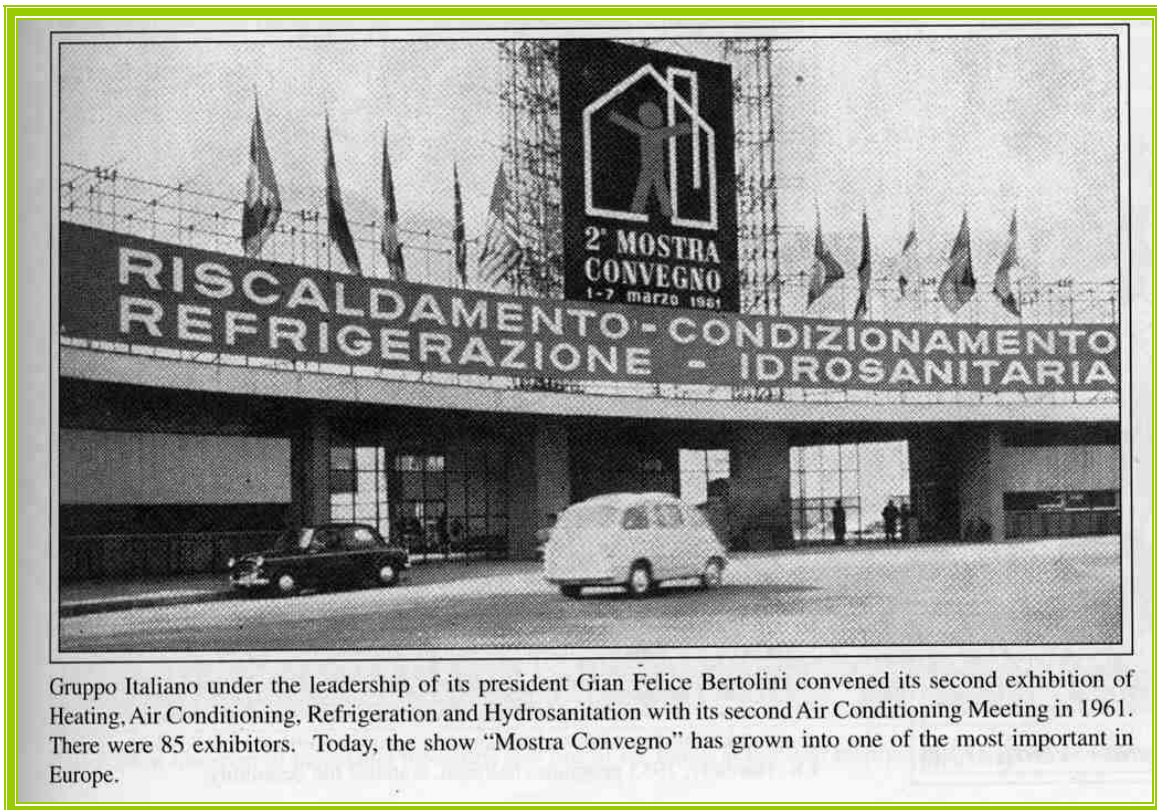 2ª MOSTRA
CONVEGNO
1-7 marzo 1961
RISCALDAMENTO - CONDIZIONAMENTO
REFRIGERAZIONE - IDROSANITARIA
Gruppo Italiano under the leadership of its president Gian Felice Bertolini convened its second exhibition of
Heating, Air Conditioning, Refrigeration and Hydrosanitation with its second Air Conditioning Meeting in 1961.
There were 85 exhibitors. Today, the show “Mostra Convegno” has grown into one of the most important in
Europe.